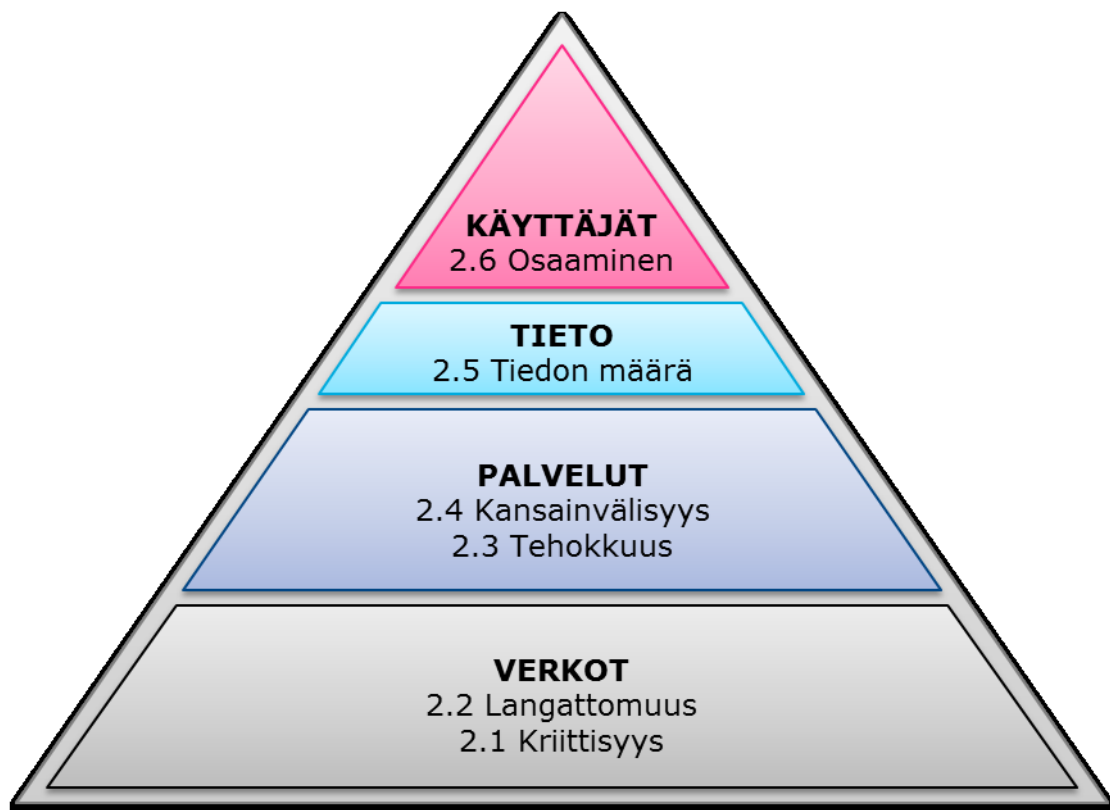 KÄYTTÄJÄT
2.6 Osaaminen
TIETO
2.5 Tiedon määrä
PALVELUT
2.4 Kansainvälisyys
2.3 Tehokkuus
VERKOT
2.2 Langattomuus
2.1 Kriittisyys